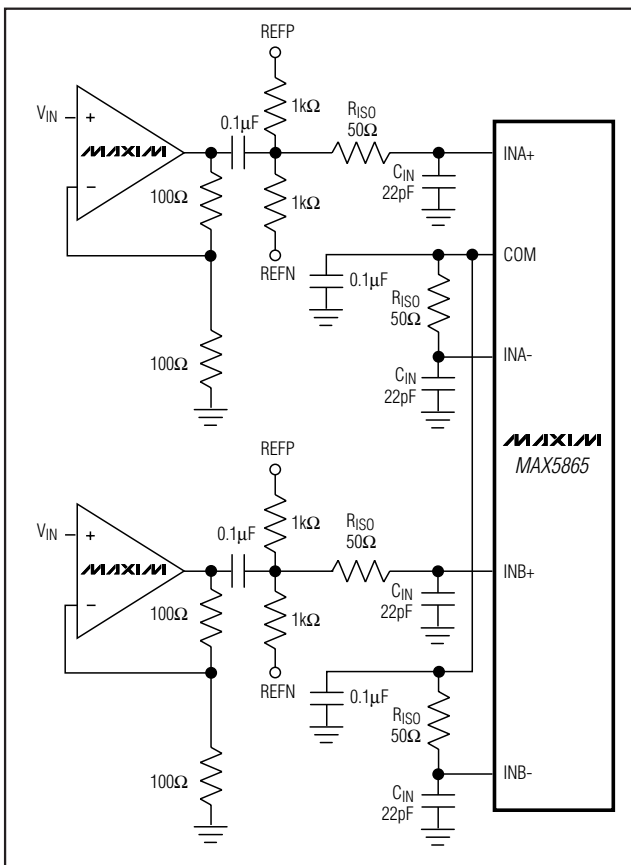 REFP
V_IN
+
MAXIM
−
0.1µF
1kΩ
R_ISO
50Ω
INA+
100Ω
1kΩ
C_IN
22pF
REFN
COM
0.1µF
R_ISO
50Ω
100Ω
INA-
C_IN
22pF
MAXIM
MAX5865
REFP
V_IN
+
MAXIM
−
0.1µF
1kΩ
R_ISO
50Ω
INB+
100Ω
1kΩ
C_IN
22pF
REFN
0.1µF
R_ISO
50Ω
100Ω
INB-
C_IN
22pF